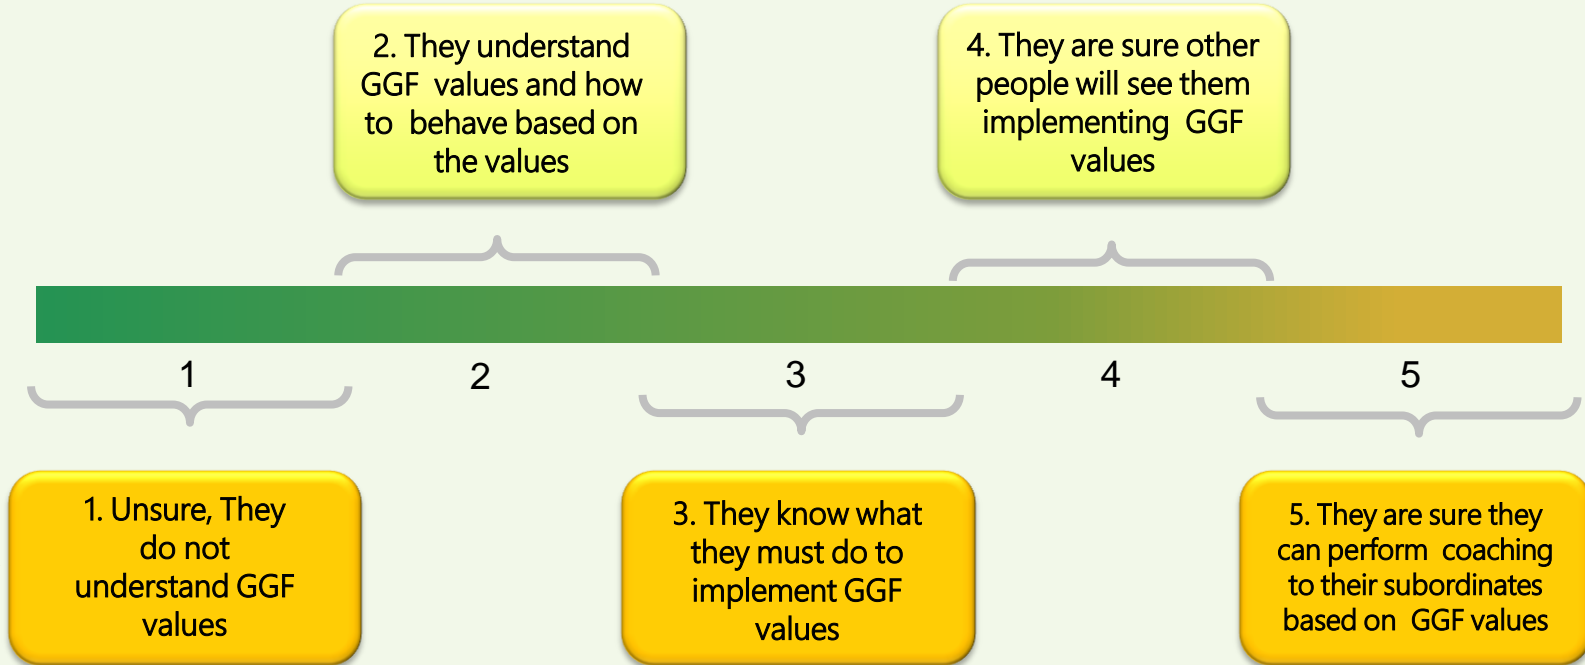 2. They understand
GGF values and how
to behave based on
the values
4. They are sure other
people will see them
implementing GGF
values
1
2
3
4
5
1. Unsure, They
do not
understand GGF
values
3. They know what
they must do to
implement GGF
values
5. They are sure they
can perform coaching
to their subordinates
based on GGF values